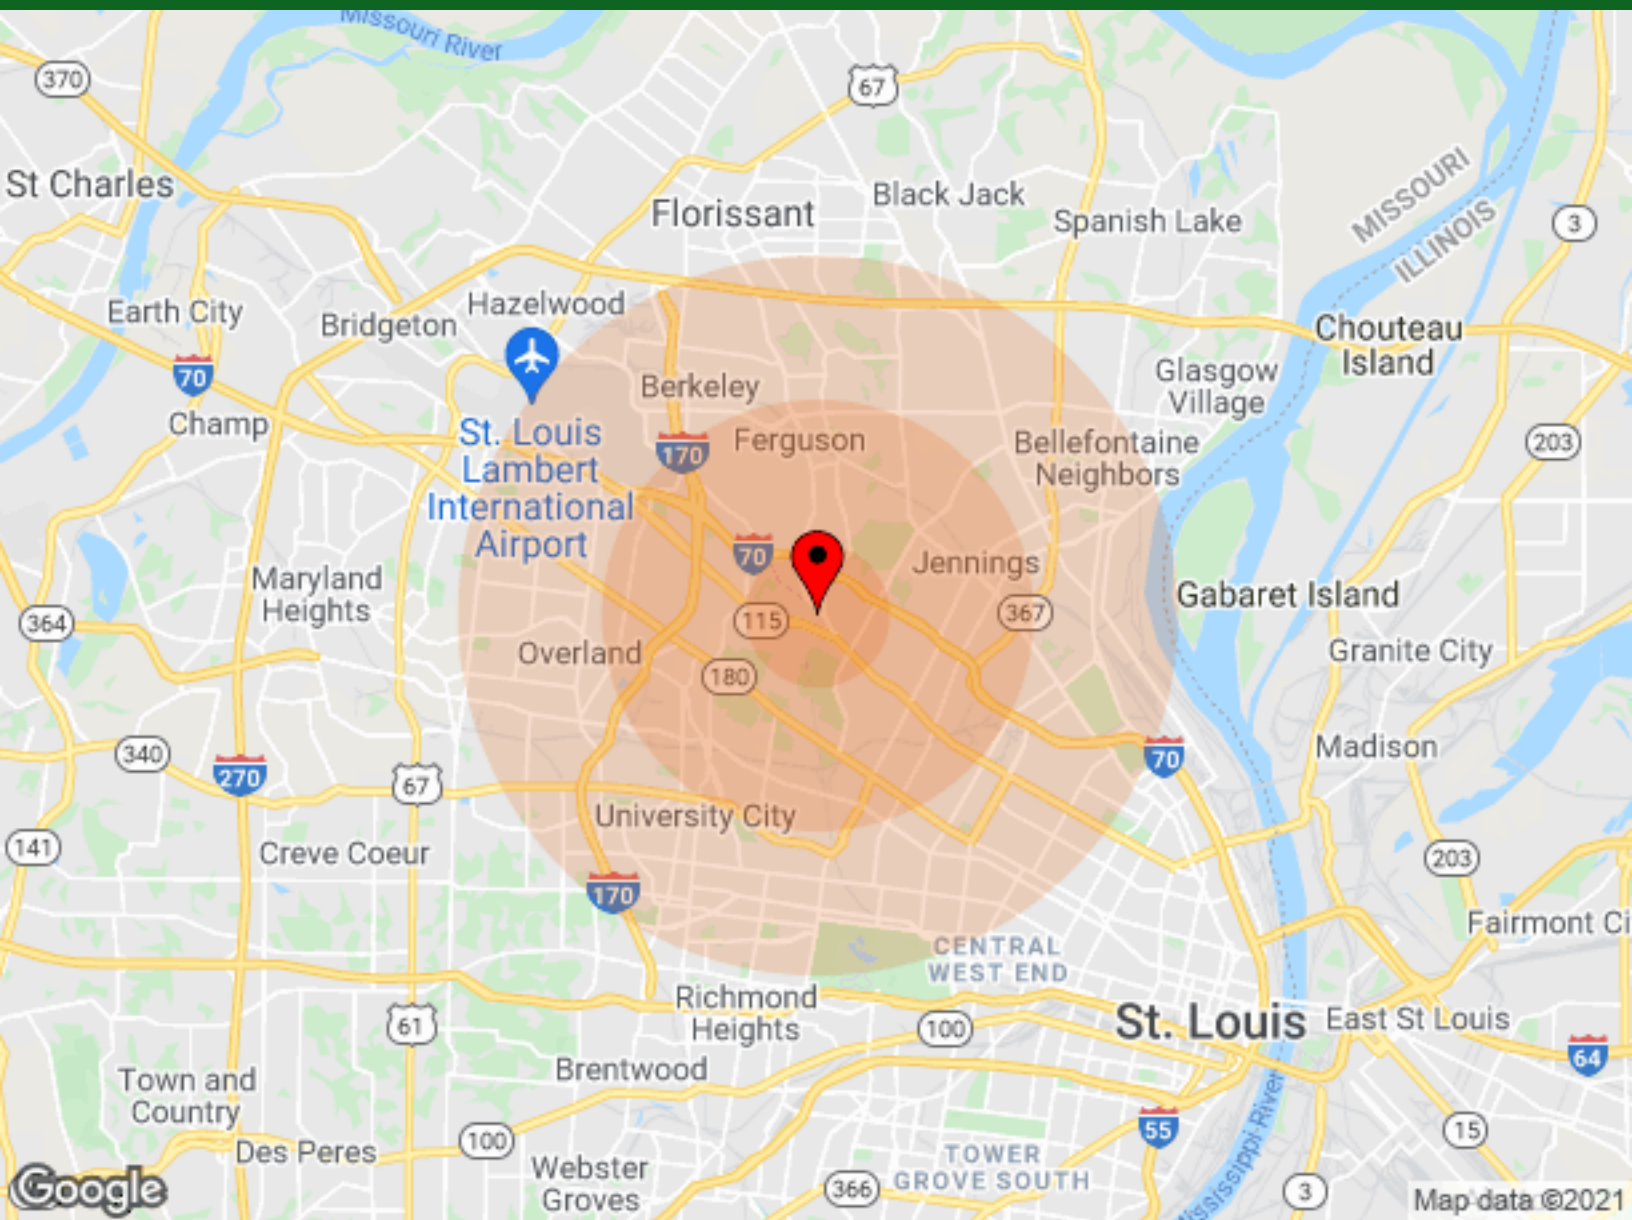 Missouri River
370
67
St Charles
Black Jack
Florissant
Spanish Lake
MISSOURI
ILLINOIS
3
Earth City
Hazelwood
Bridgeton
Chouteau
Island
70
Berkeley
Glasgow
Village
Champ
St. Louis
Lambert
International
Airport
170
Ferguson
Bellefontaine
Neighbors
203
70
Jennings
Maryland
Heights
Gabaret Island
364
115
367
Overland
180
Granite City
340
270
67
70
Madison
University City
141
Creve Coeur
203
170
Fairmont Ci
CENTRAL
WEST END
Richmond
Heights
61
100
St. Louis
East St Louis
64
Brentwood
Town and
Country
55
Mississippi River
15
100
Des Peres
Webster
Groves
TOWER
GROVE SOUTH
366
3
Google
Map data ©2021